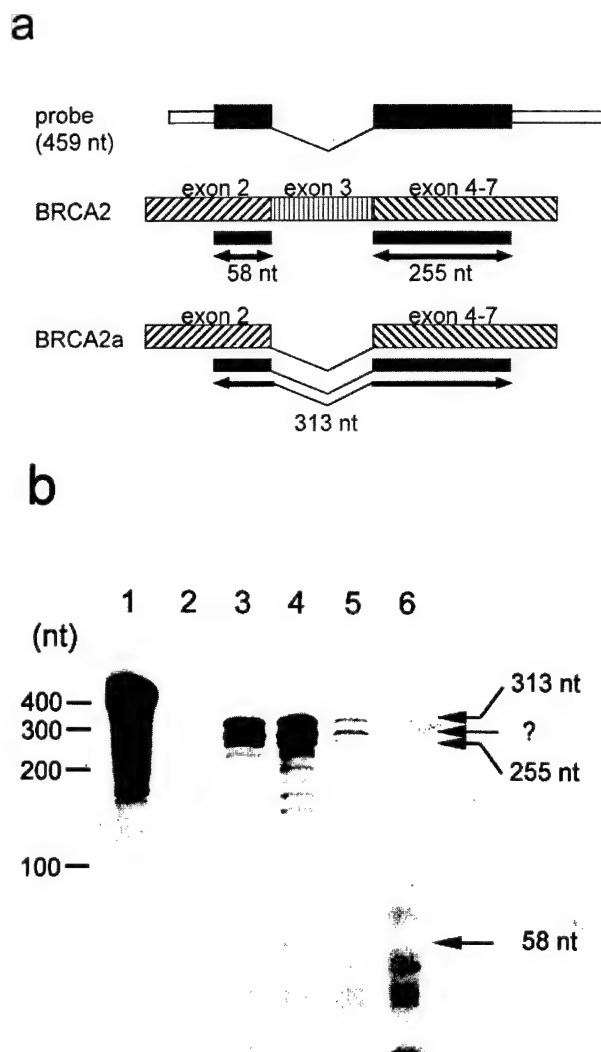 a
probe
(459 nt)
exon 2 exon 3 exon 4-7
BRCA2
58 nt 255 nt
exon 2 exon 4-7
BRCA2a
313 nt
b
1 2 3 4 5 6
(nt)
400
300
200
100
313 nt
?
255 nt
58 nt